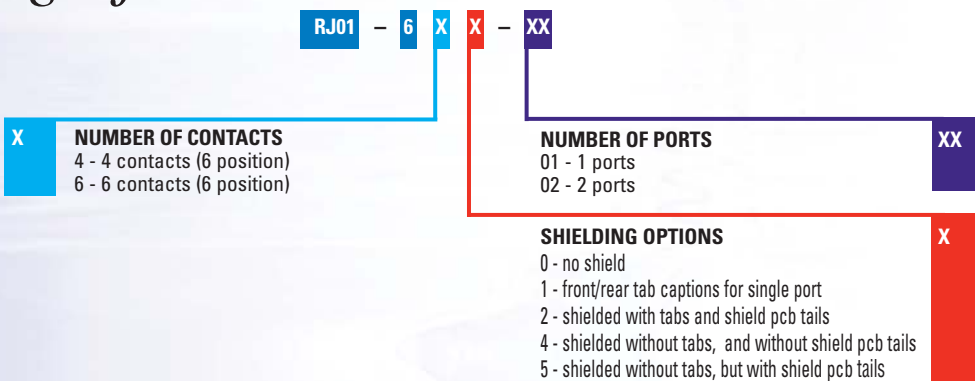 RJ01 – 6 X X – XX
X
NUMBER OF CONTACTS
4 - 4 contacts (6 position)
6 - 6 contacts (6 position)
NUMBER OF PORTS
01 - 1 ports
02 - 2 ports
XX
SHIELDING OPTIONS
0 - no shield
1 - front/rear tab captions for single port
2 - shielded with tabs and shield pcb tails
4 - shielded without tabs, and without shield pcb tails
5 - shielded without tabs, but with shield pcb tails
X